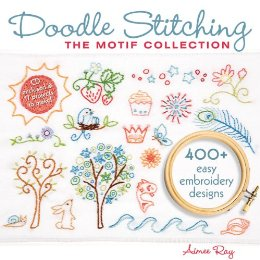 Doodle Stitching
THE MOTIF COLLECTION
400+
easy
embroidery
designs
Aimee Ray